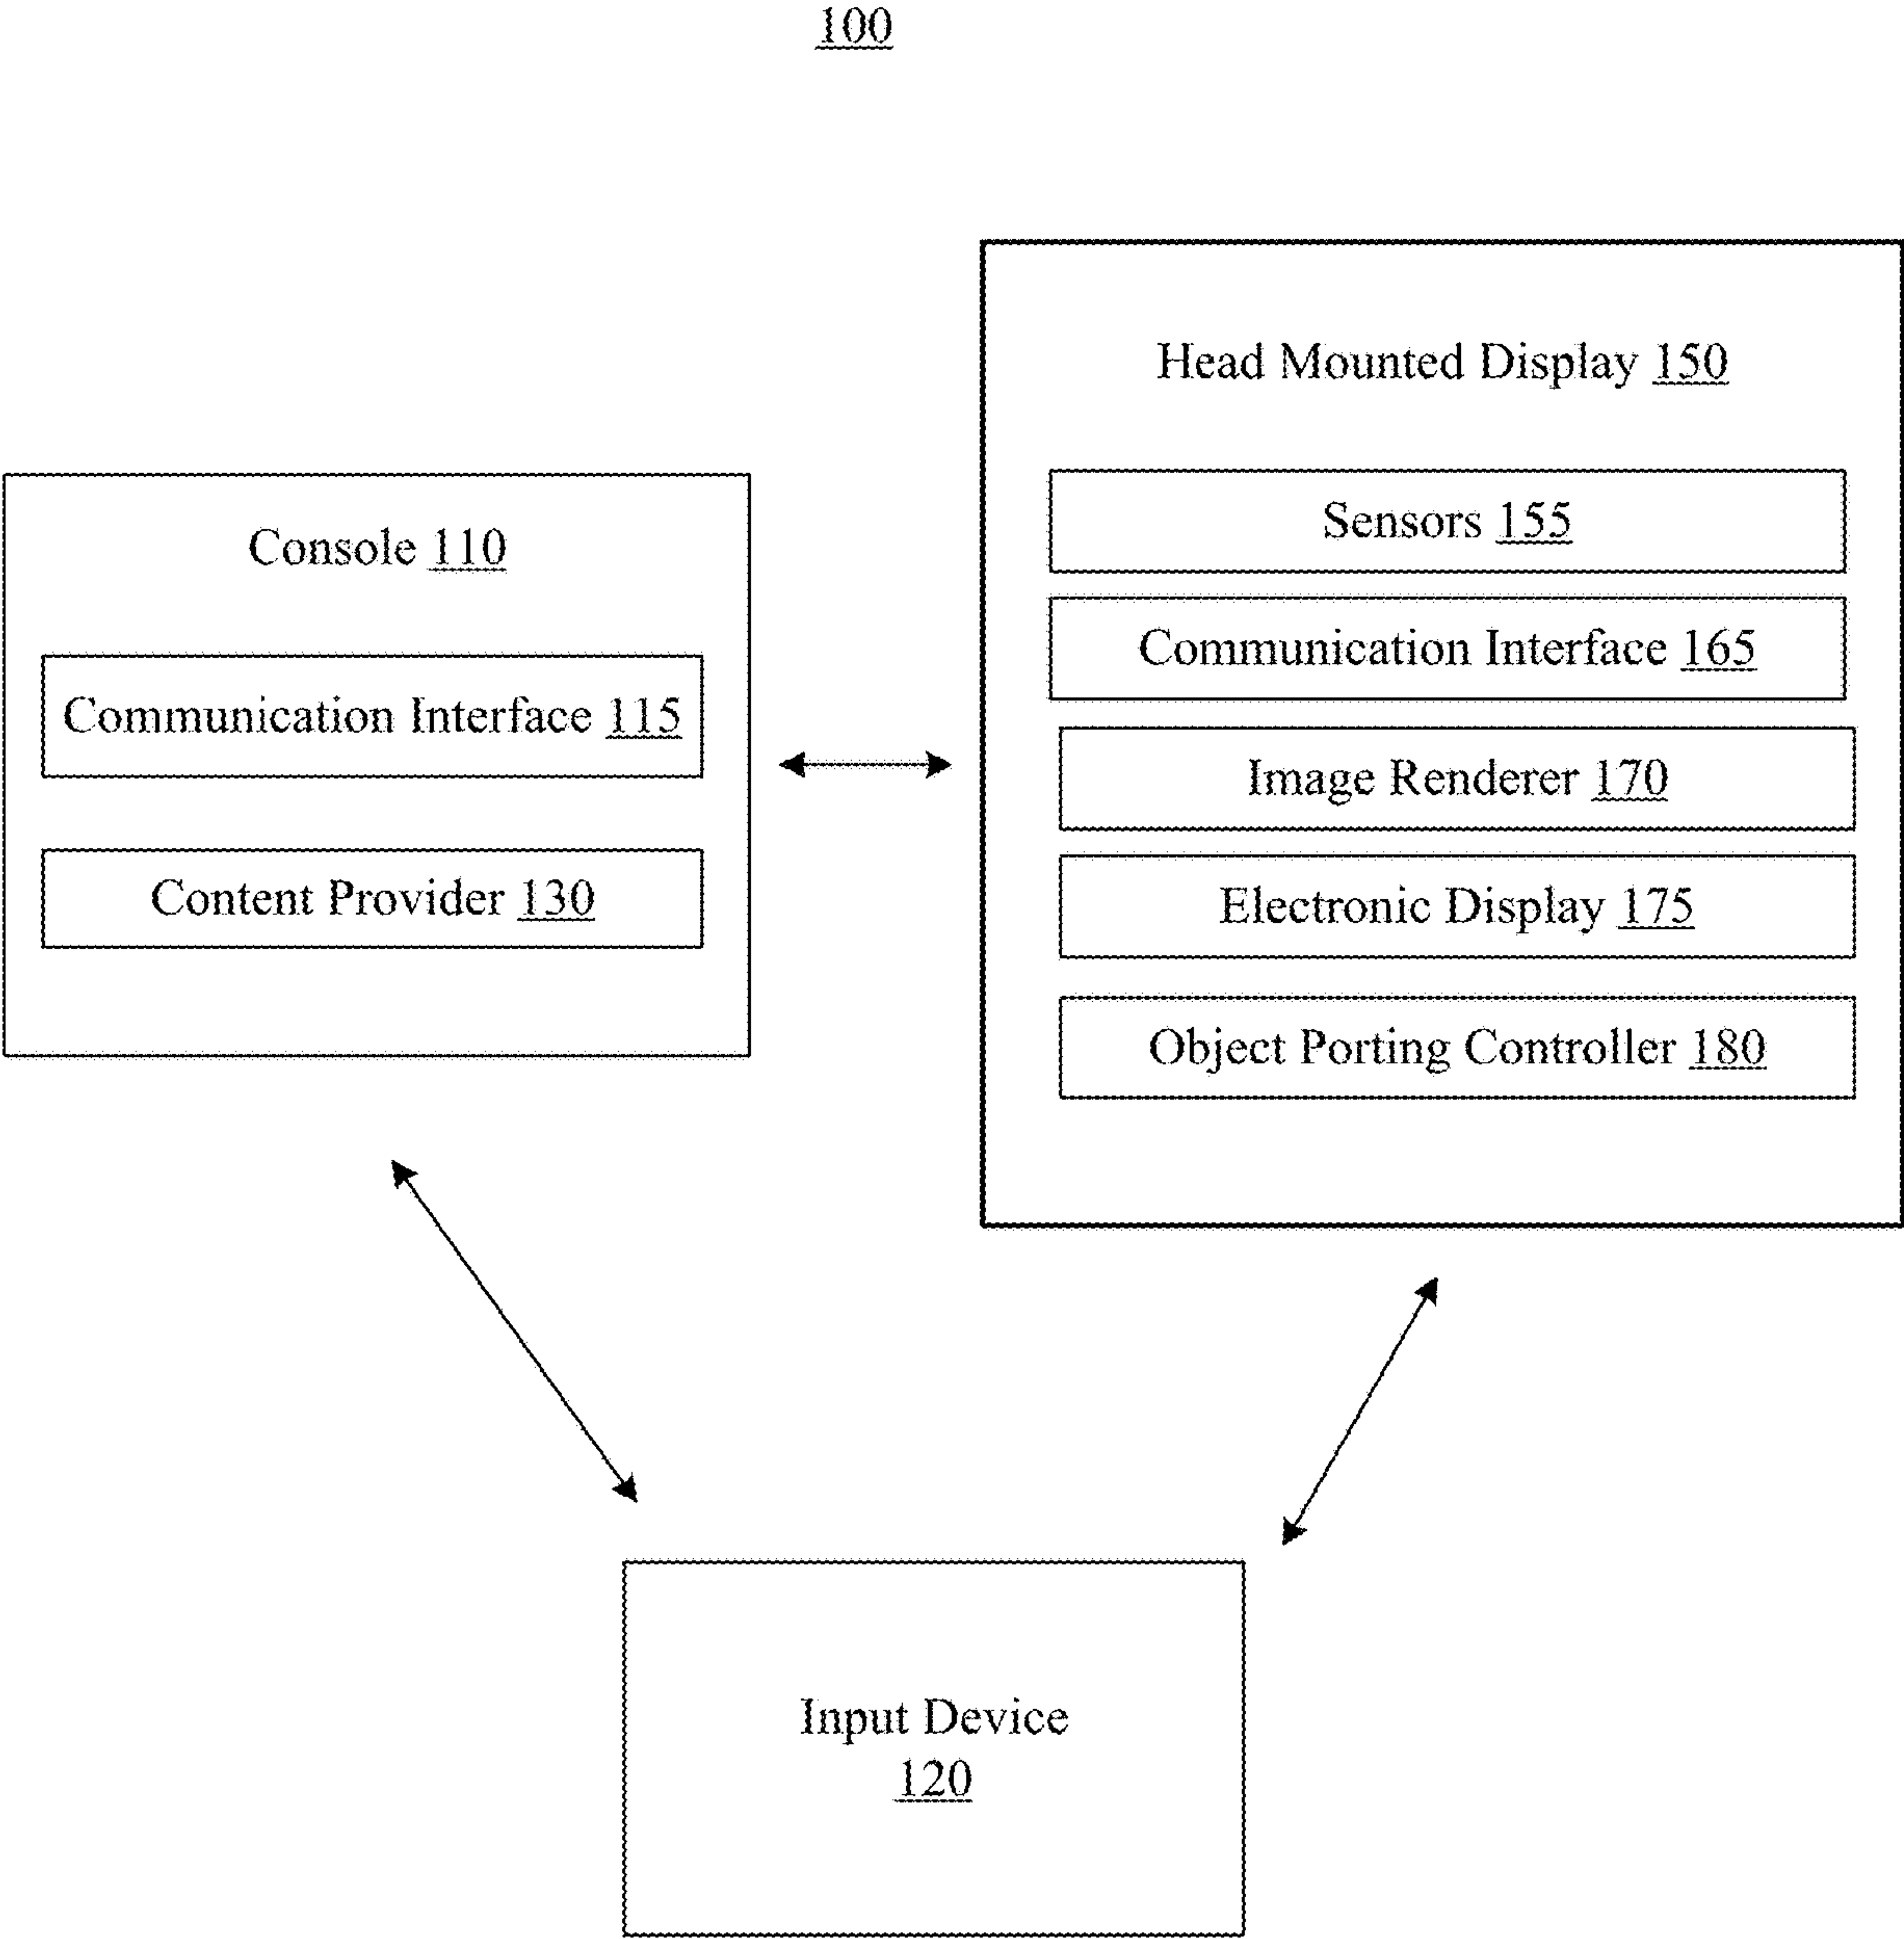 100
Head Mounted Display 150
Sensors 155
Communication Interface 165
Image Renderer 170
Electronic Display 175
Object Porting Controller 180
Console 110
Communication Interface 115
Content Provider 130
Input Device
120